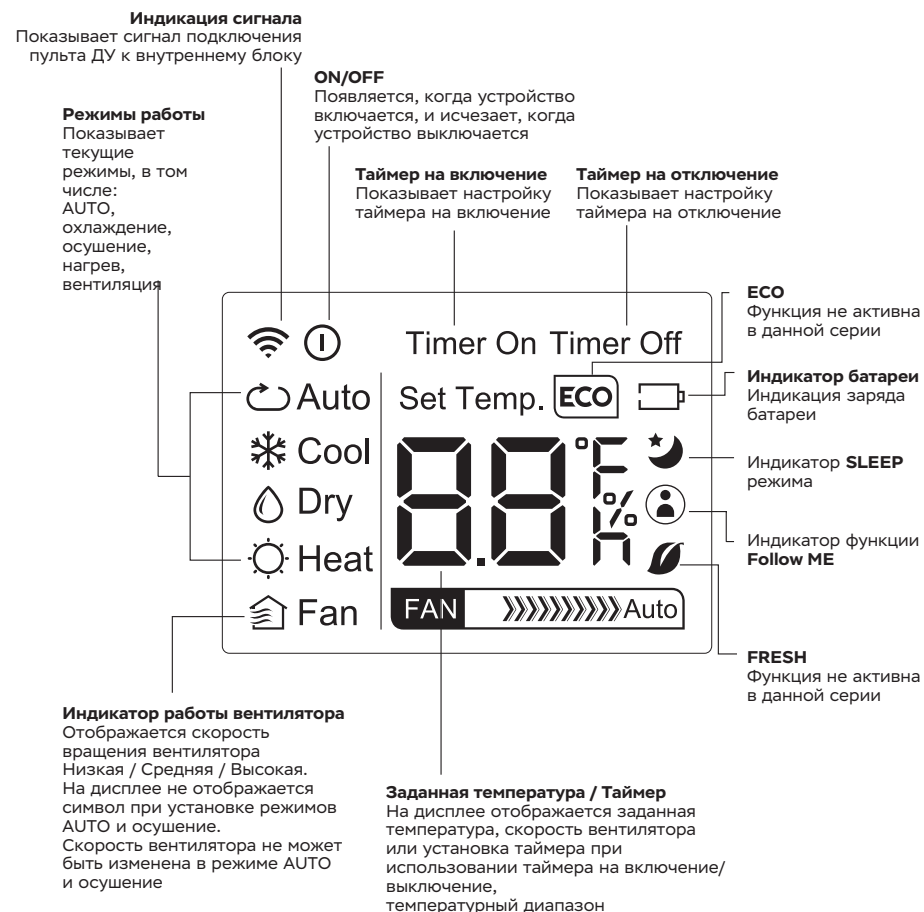 Индикация сигнала
Показывает сигнал подключения
пульта ДУ к внутреннему блоку
ON/OFF
Появляется, когда устройство
включается, и исчезает, когда
устройство выключается
Режимы работы
Показывает
текущие
режимы, в том
числе:
AUTO,
охлаждение,
осушение,
нагрев,
вентиляция
Таймер на включение
Показывает настройку
таймера на включение
Таймер на отключение
Показывает настройку
таймера на отключение
Timer On Timer Off
Auto
Set Temp. ECO
Cool
Dry
Heat
Fan
88
°F
%
h
FAN Auto
ECO
Функция не активна
в данной серии
Индикатор батареи
Индикация заряда
батареи
Индикатор SLEEP
режима
Индикатор функции
Follow ME
FRESH
Функция не активна
в данной серии
Индикатор работы вентилятора
Отображается скорость
вращения вентилятора
Низкая / Средняя / Высокая.
На дисплее не отображается
символ при установке режимов
AUTO и осушение.
Скорость вентилятора не может
быть изменена в режиме AUTO
и осушение
Заданная температура / Таймер
На дисплее отображается заданная
температура, скорость вентилятора
или установка таймера при
использовании таймера на включение/
выключение,
температурный диапазон